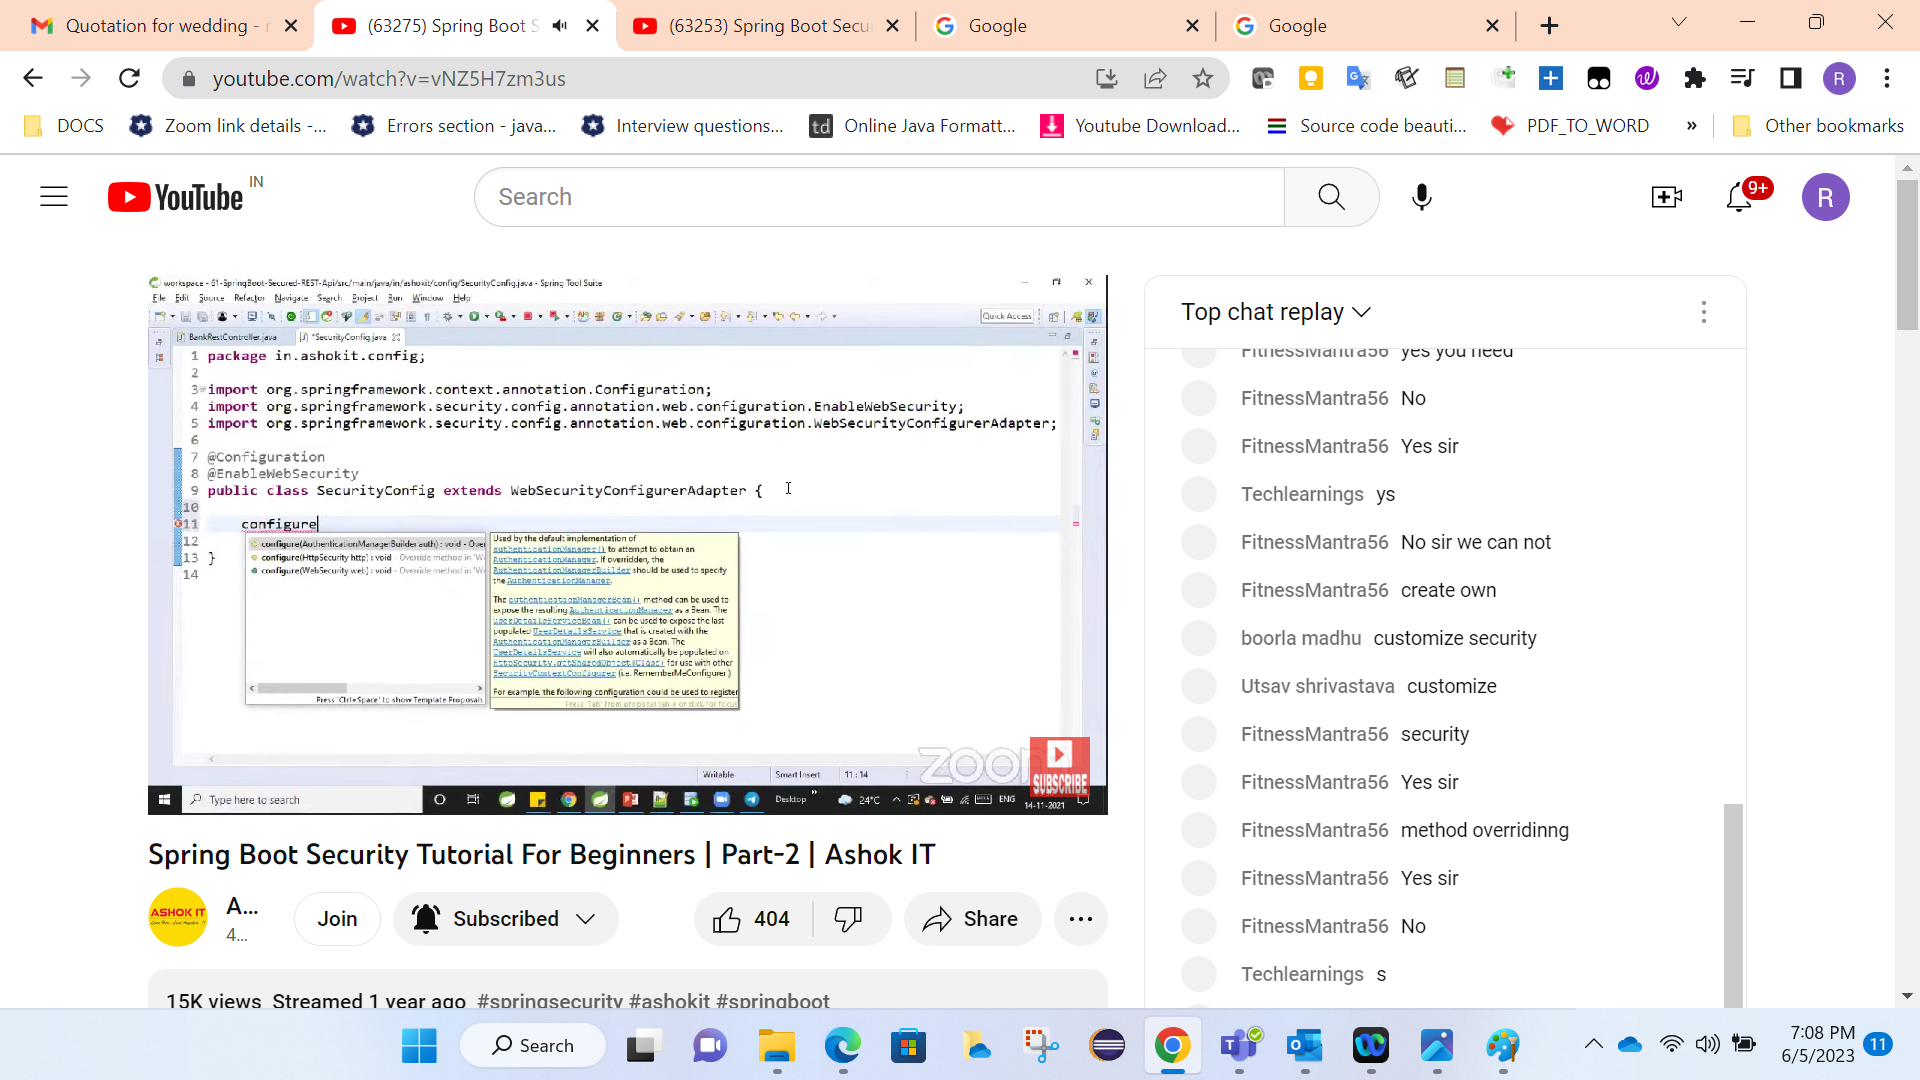 Quotation for wedding -
(63275) Spring Boot S
(63253) Spring Boot Secu
Google
Google
youtube.com/watch?v=vNZ5H7zm3us
R
DOCS
Zoom link details -...
Errors section - java...
Interview questions...
td
Online Java Formatt...
Youtube Download...
Source code beauti...
PDF_TO_WORD
»
Other bookmarks
YouTube IN
Search
9+
R
workspace - 61-SpringBoot-Secured-REST-Api/src/main/java/in/ashokit/config/SecurityConfig.java - Spring Tool Suite
File Edit Source Refactor Navigate Search Project Run Window Help
Quick Access
BankRestController.java
*SecurityConfig.java
1 package in.ashokit.config;
2
3 import org.springframework.context.annotation.Configuration;
4 import org.springframework.security.config.annotation.web.configuration.EnableWebSecurity;
5 import org.springframework.security.config.annotation.web.configuration.WebSecurityConfigurerAdapter;
6
7 @Configuration
8 @EnableWebSecurity
9 public class SecurityConfig extends WebSecurityConfigurerAdapter {
10
11 configure
12
13 }
14
configure(AuthenticationManagerBuilder auth) : void - Over
configure(HttpSecurity http) : void - Override method in 'We
configure(WebSecurity web) : void - Override method in 'We
Press 'Ctrl+Space' to show Template Proposals
Used by the default implementation of
authenticationManager() to attempt to obtain an
AuthenticationManager. If overridden, the
AuthenticationManagerBuilder should be used to specify
the AuthenticationManager.
The authenticationManagerBean() method can be used to
expose the resulting AuthenticationManager as a Bean. The
userDetailsServiceBean() can be used to expose the last
populated UserDetailsService that is created with the
AuthenticationManagerBuilder as a Bean. The
UserDetailsService will also automatically be populated on
HttpSecurity.getSharedObject(Class) for use with other
SecurityContextConfigurer (i.e. RememberMeConfigurer )
For example, the following configuration could be used to register
Press 'Tab' from proposal table or click for focus
Writable
Smart Insert
11 : 14
zoom
SUBSCRIBE
Type here to search
Desktop
24°C
ENG
14-11-2021
Top chat replay
FitnessMantra56 yes you need
FitnessMantra56 No
FitnessMantra56 Yes sir
Techlearnings ys
FitnessMantra56 No sir we can not
FitnessMantra56 create own
boorla madhu customize security
Utsav shrivastava customize
FitnessMantra56 security
FitnessMantra56 Yes sir
FitnessMantra56 method overridinng
FitnessMantra56 Yes sir
FitnessMantra56 No
Techlearnings s
Spring Boot Security Tutorial For Beginners | Part-2 | Ashok IT
ASHOK IT
A...
4...
Join
Subscribed
404
Share
15K views Streamed 1 year ago #springsecurity #ashokit #springboot
Search
7:08 PM
6/5/2023
11